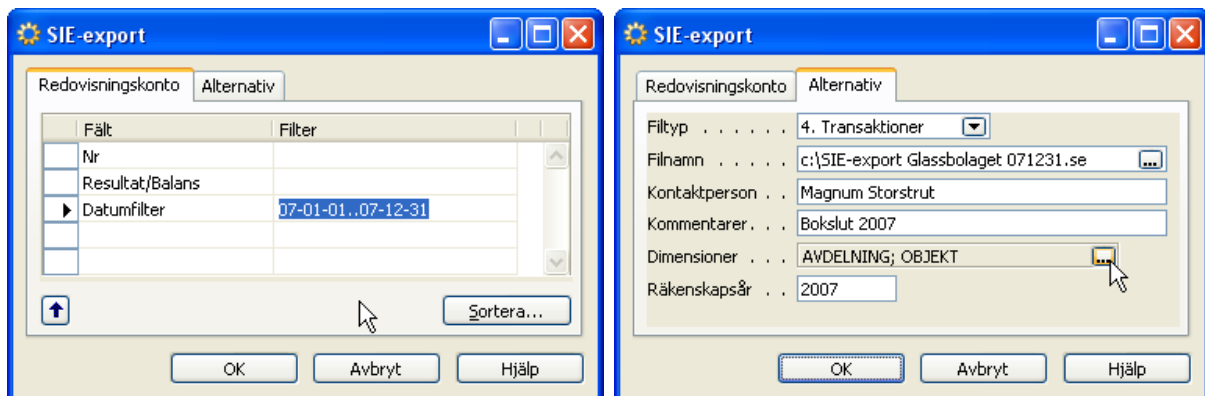 SIE-export
Redovisningskonto Alternativ
Fält Filter
Nr
Resultat/Balans
Datumfilter 07-01-01..07-12-31
Sortera...
OK Avbryt Hjälp
SIE-export
Redovisningskonto Alternativ
Filtyp . . . . . . 4. Transaktioner
Filnamn . . . . . c:\SIE-export Glassbolaget 071231.se ...
Kontaktperson . . Magnum Storstrut
Kommentarer. . . Bokslut 2007
Dimensioner . . . AVDELNING; OBJEKT ...
Räkenskapsår . . 2007
OK Avbryt Hjälp